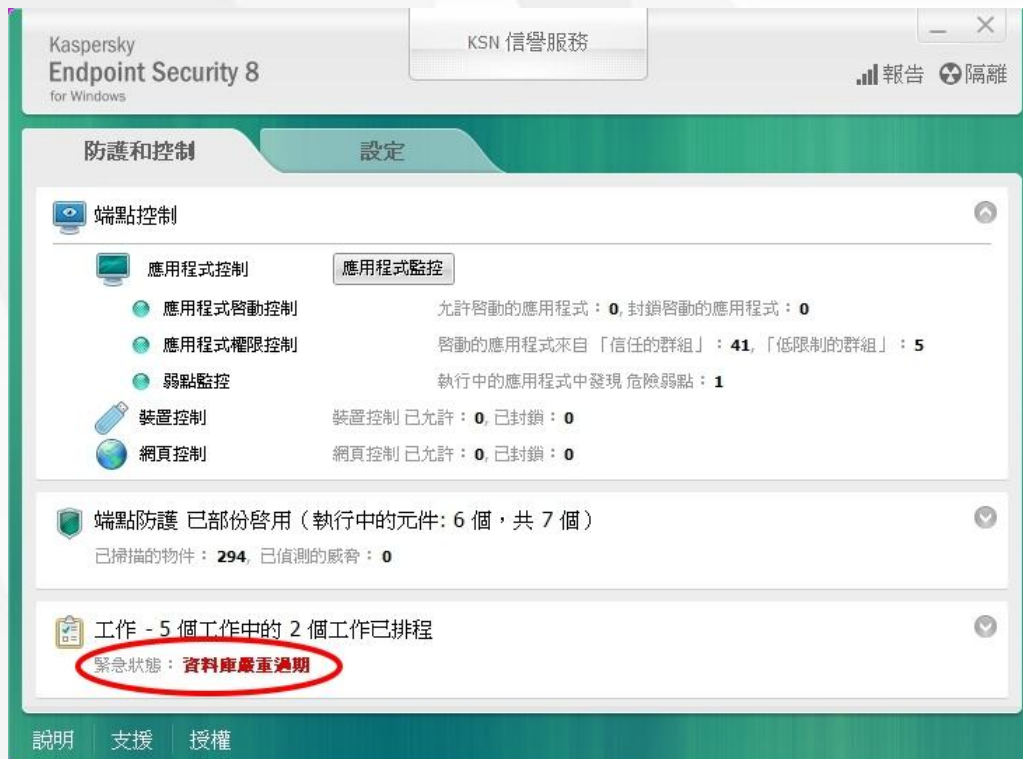 Kaspersky
Endpoint Security 8
for Windows
KSN 信譽服務
報告 隔離
防護和控制 設定
端點控制
應用程式控制 應用程式監控
應用程式啓動控制 允許啓動的應用程式：0, 封鎖啓動的應用程式：0
應用程式權限控制 啓動的應用程式來自「信任的群組」：41,「低限制的群組」：5
弱點監控 執行中的應用程式中發現 危險弱點：1
裝置控制 裝置控制 已允許：0, 已封鎖：0
網頁控制 網頁控制 已允許：0, 已封鎖：0
端點防護 已部份啓用（執行中的元件: 6 個，共 7 個）
已掃描的物件：294, 已偵測的威脅：0
工作 - 5 個工作中的 2 個工作已排程
緊急狀態：資料庫嚴重過期
說明 支援 授權